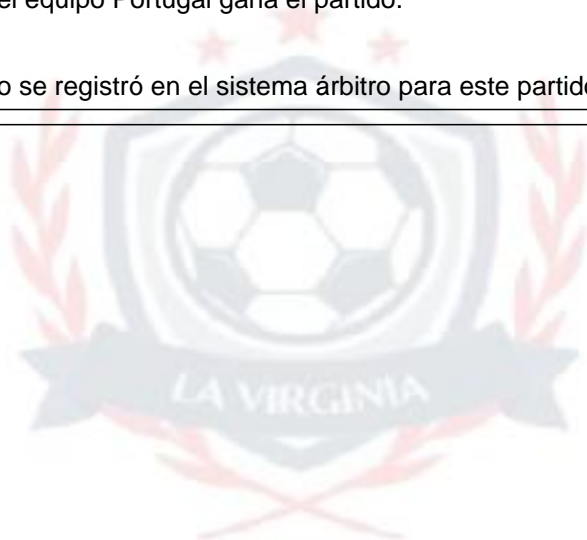 el equipo Portugal gana el partido.
o se registró en el sistema árbitro para este partido
LA VIRGINIA